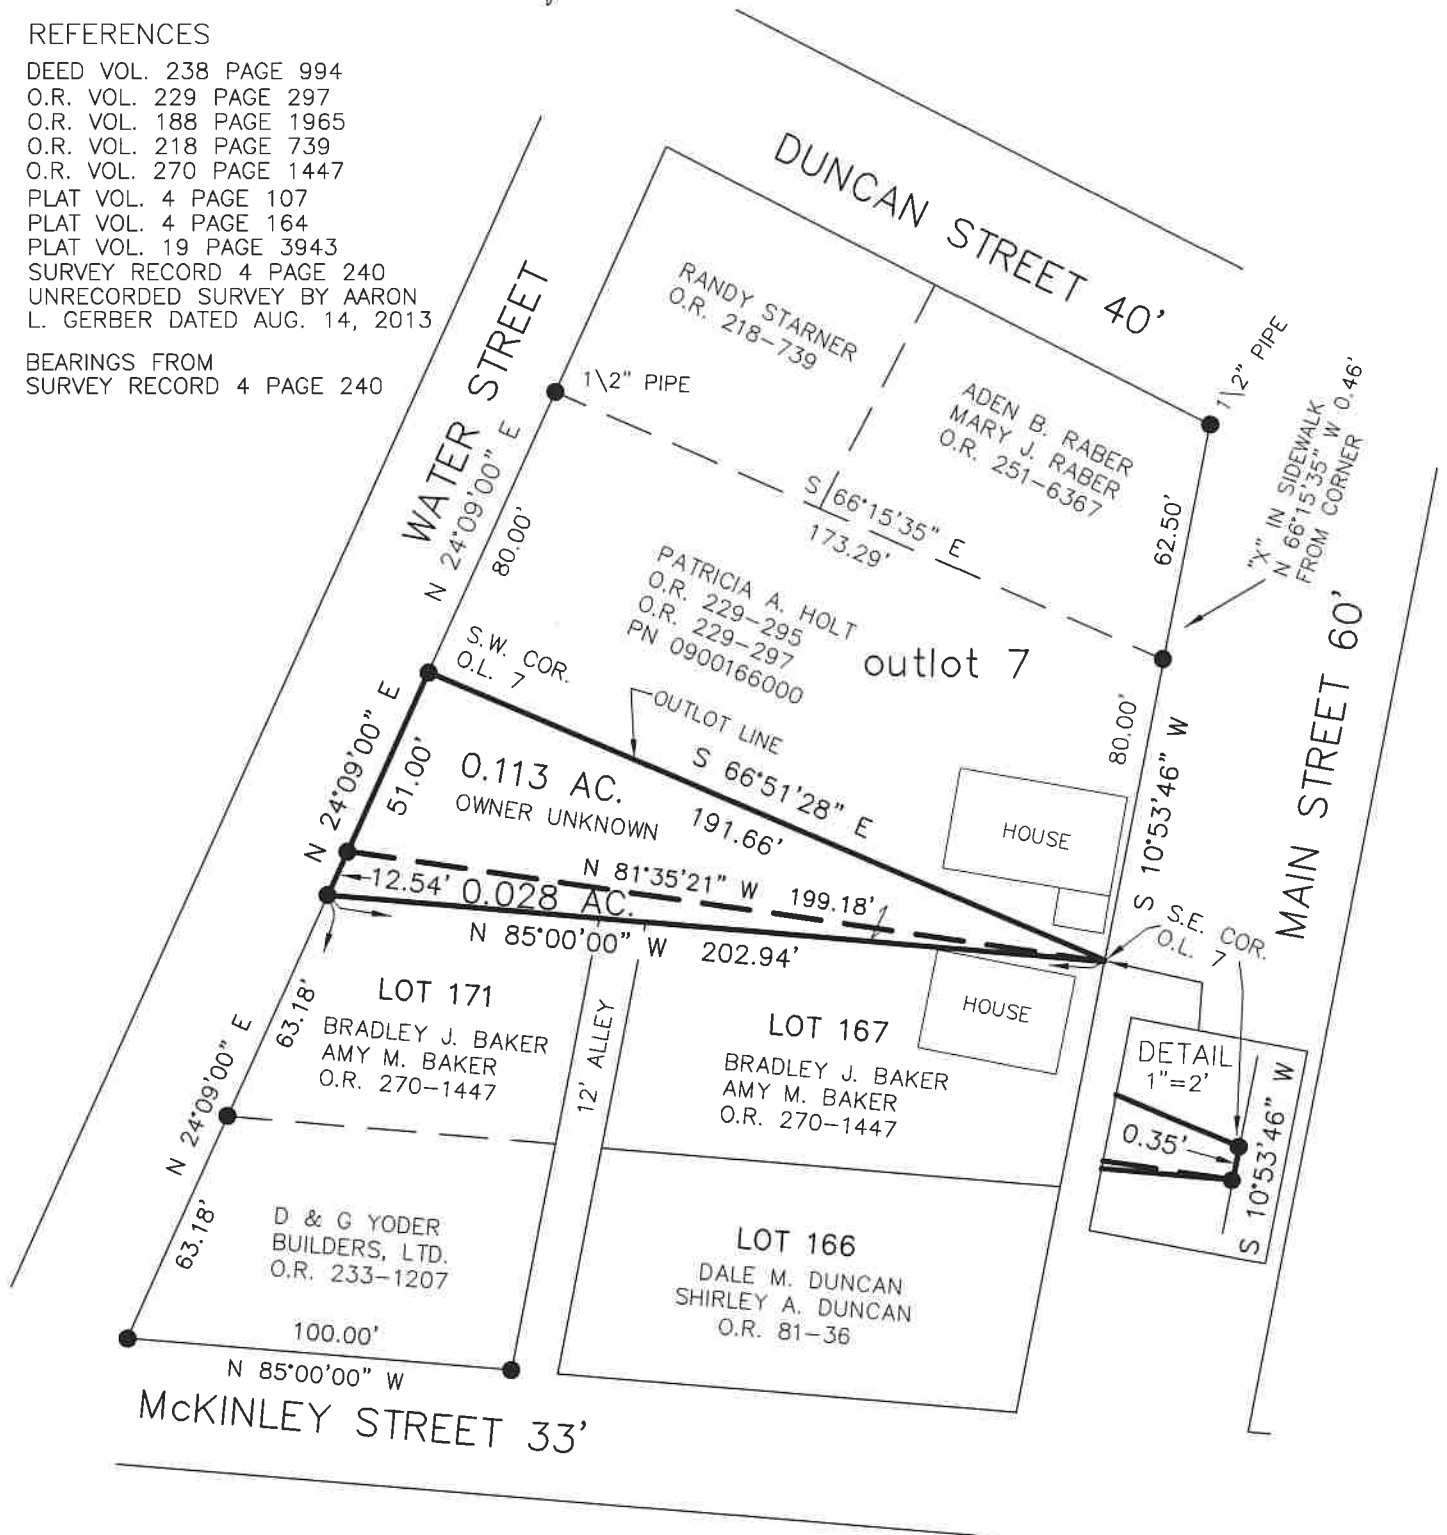 REFERENCES
DEED VOL. 238 PAGE 994
O.R. VOL. 229 PAGE 297
O.R. VOL. 188 PAGE 1965
O.R. VOL. 218 PAGE 739
O.R. VOL. 270 PAGE 1447
PLAT VOL. 4 PAGE 107
PLAT VOL. 4 PAGE 164
PLAT VOL. 19 PAGE 3943
SURVEY RECORD 4 PAGE 240
UNRECORDED SURVEY BY AARON
L. GERBER DATED AUG. 14, 2013
BEARINGS FROM
SURVEY RECORD 4 PAGE 240
DUNCAN STREET 40'
WATER STREET
RANDY STARNER
O.R. 218-739
1\2" PIPE
1\2" PIPE
ADEN B. RABER
MARY J. RABER
O.R. 251-6367
"X" IN SIDEWALK
N 66°15'35" W 0.46'
FROM CORNER
62.50'
N 24°09'00" E
80.00'
S 66°15'35" E
173.29'
PATRICIA A. HOLT
O.R. 229-295
O.R. 229-297
PN 0900166000
outlot 7
S.W. COR.
O.L. 7
OUTLOT LINE
MAIN STREET 60'
80.00'
S 10°53'46" W
N 24°09'00" E
51.00'
0.113 AC.
OWNER UNKNOWN
S 66°51'28" E
191.66'
HOUSE
N 81°35'21" W
199.18'
12.54'
0.028 AC.
N 85°00'00" W
202.94'
S.E. COR.
O.L. 7
LOT 171
BRADLEY J. BAKER
AMY M. BAKER
O.R. 270-1447
63.18'
N 24°09'00" E
12' ALLEY
LOT 167
BRADLEY J. BAKER
AMY M. BAKER
O.R. 270-1447
HOUSE
DETAIL
1"=2'
0.35'
S 10°53'46" W
63.18'
D & G YODER
BUILDERS, LTD.
O.R. 233-1207
LOT 166
DALE M. DUNCAN
SHIRLEY A. DUNCAN
O.R. 81-36
100.00'
N 85°00'00" W
McKINLEY STREET 33'